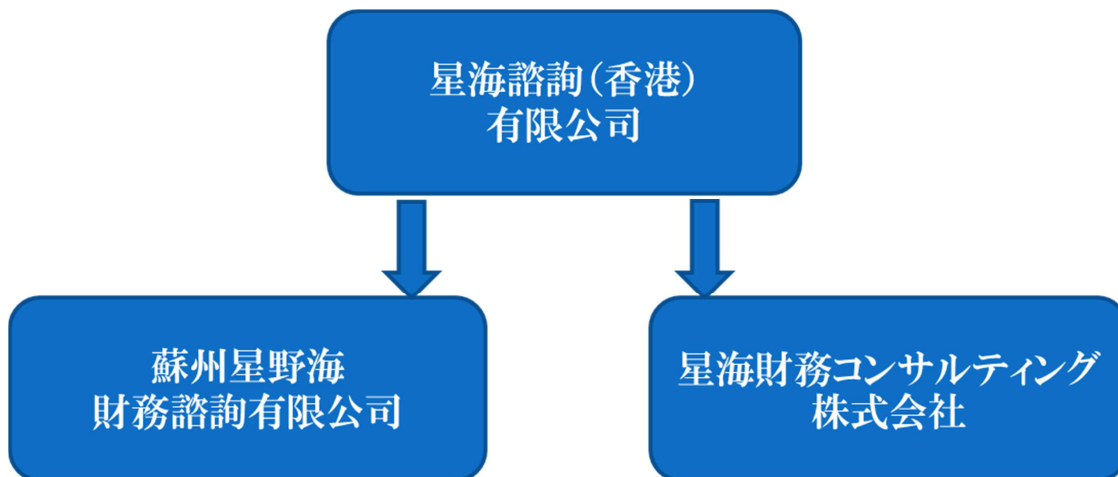 星海諮詢（香港）
有限公司
蘇州星野海
財務諮詢有限公司
星海財務コンサルティング
株式会社